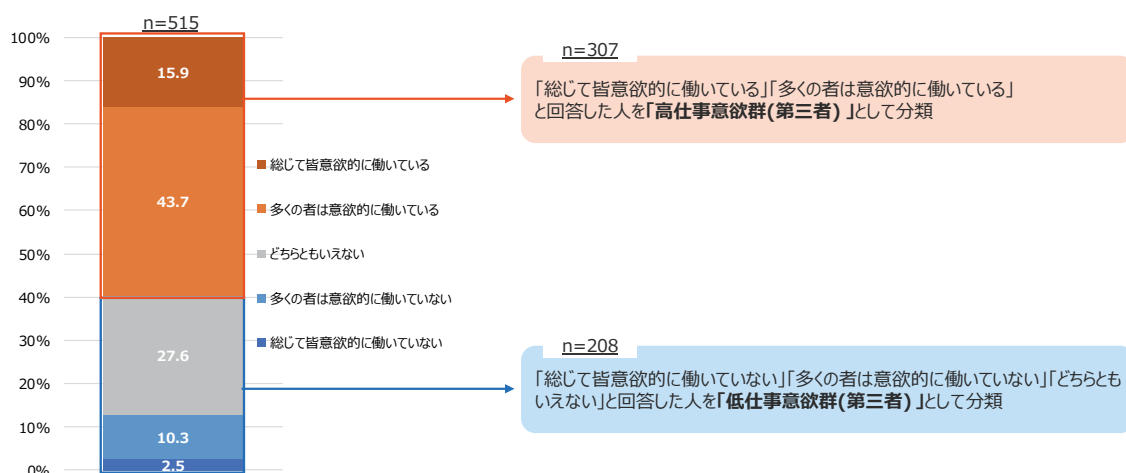 n=515
100%
90%
80%
70%
60%
50%
40%
30%
20%
10%
0%
15.9
43.7
27.6
10.3
2.5
総じて皆意欲的に働いている
多くの者は意欲的に働いている
どちらともいえない
多くの者は意欲的に働いていない
総じて皆意欲的に働いていない
n=307
「総じて皆意欲的に働いている」「多くの者は意欲的に働いている」
と回答した人を「高仕事意欲群(第三者) 」として分類
n=208
「総じて皆意欲的に働いていない」「多くの者は意欲的に働いていない」「どちらとも
いえない」と回答した人を「低仕事意欲群(第三者) 」として分類